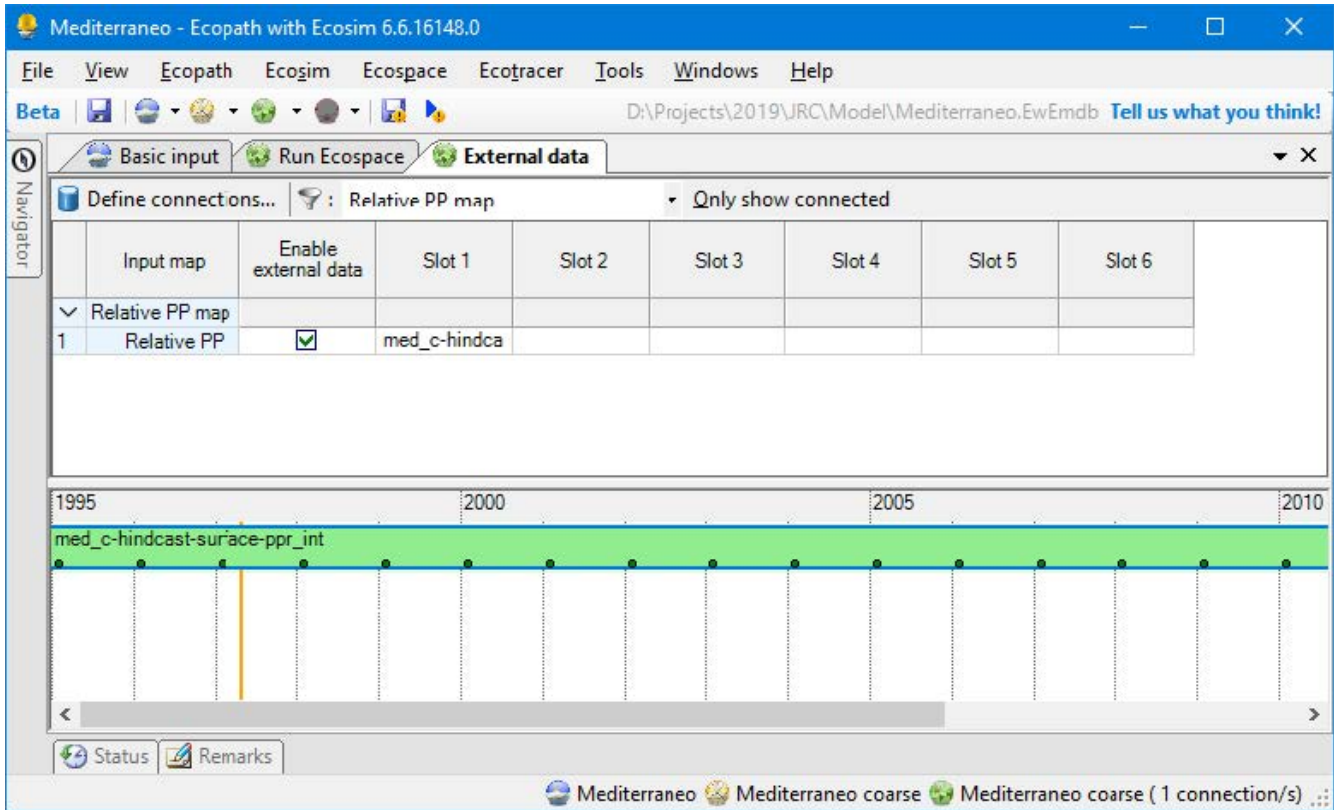 Mediterraneo - Ecopath with Ecosim 6.6.16148.0
File View Ecopath Ecosim Ecospace Ecotracer Tools Windows Help
Beta D:\Projects\2019\JRC\Model\Mediterraneo.EwEmdb Tell us what you think!
Navigator
Basic input Run Ecospace External data
Define connections... : Relative PP map Only show connected
Input map Enable external data Slot 1 Slot 2 Slot 3 Slot 4 Slot 5 Slot 6
Relative PP map
1 Relative PP med_c-hindca
1995 2000 2005 2010
med_c-hindcast-surface-ppr_int
Status Remarks
Mediterraneo Mediterraneo coarse Mediterraneo coarse ( 1 connection/s)